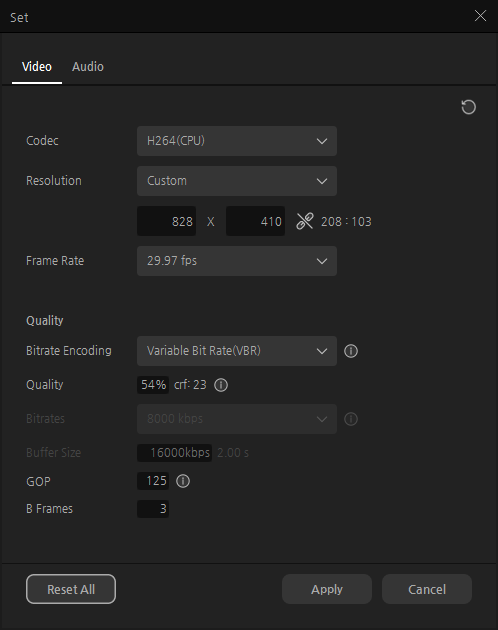 Set
Video Audio
Codec H264(CPU)
Resolution Custom
828 X 410 208 : 103
Frame Rate 29.97 fps
Quality
Bitrate Encoding Variable Bit Rate(VBR)
Quality 54% crf: 23
Bitrates 8000 kbps
Buffer Size 16000kbps 2.00 s
GOP 125
B Frames 3
Reset All Apply Cancel